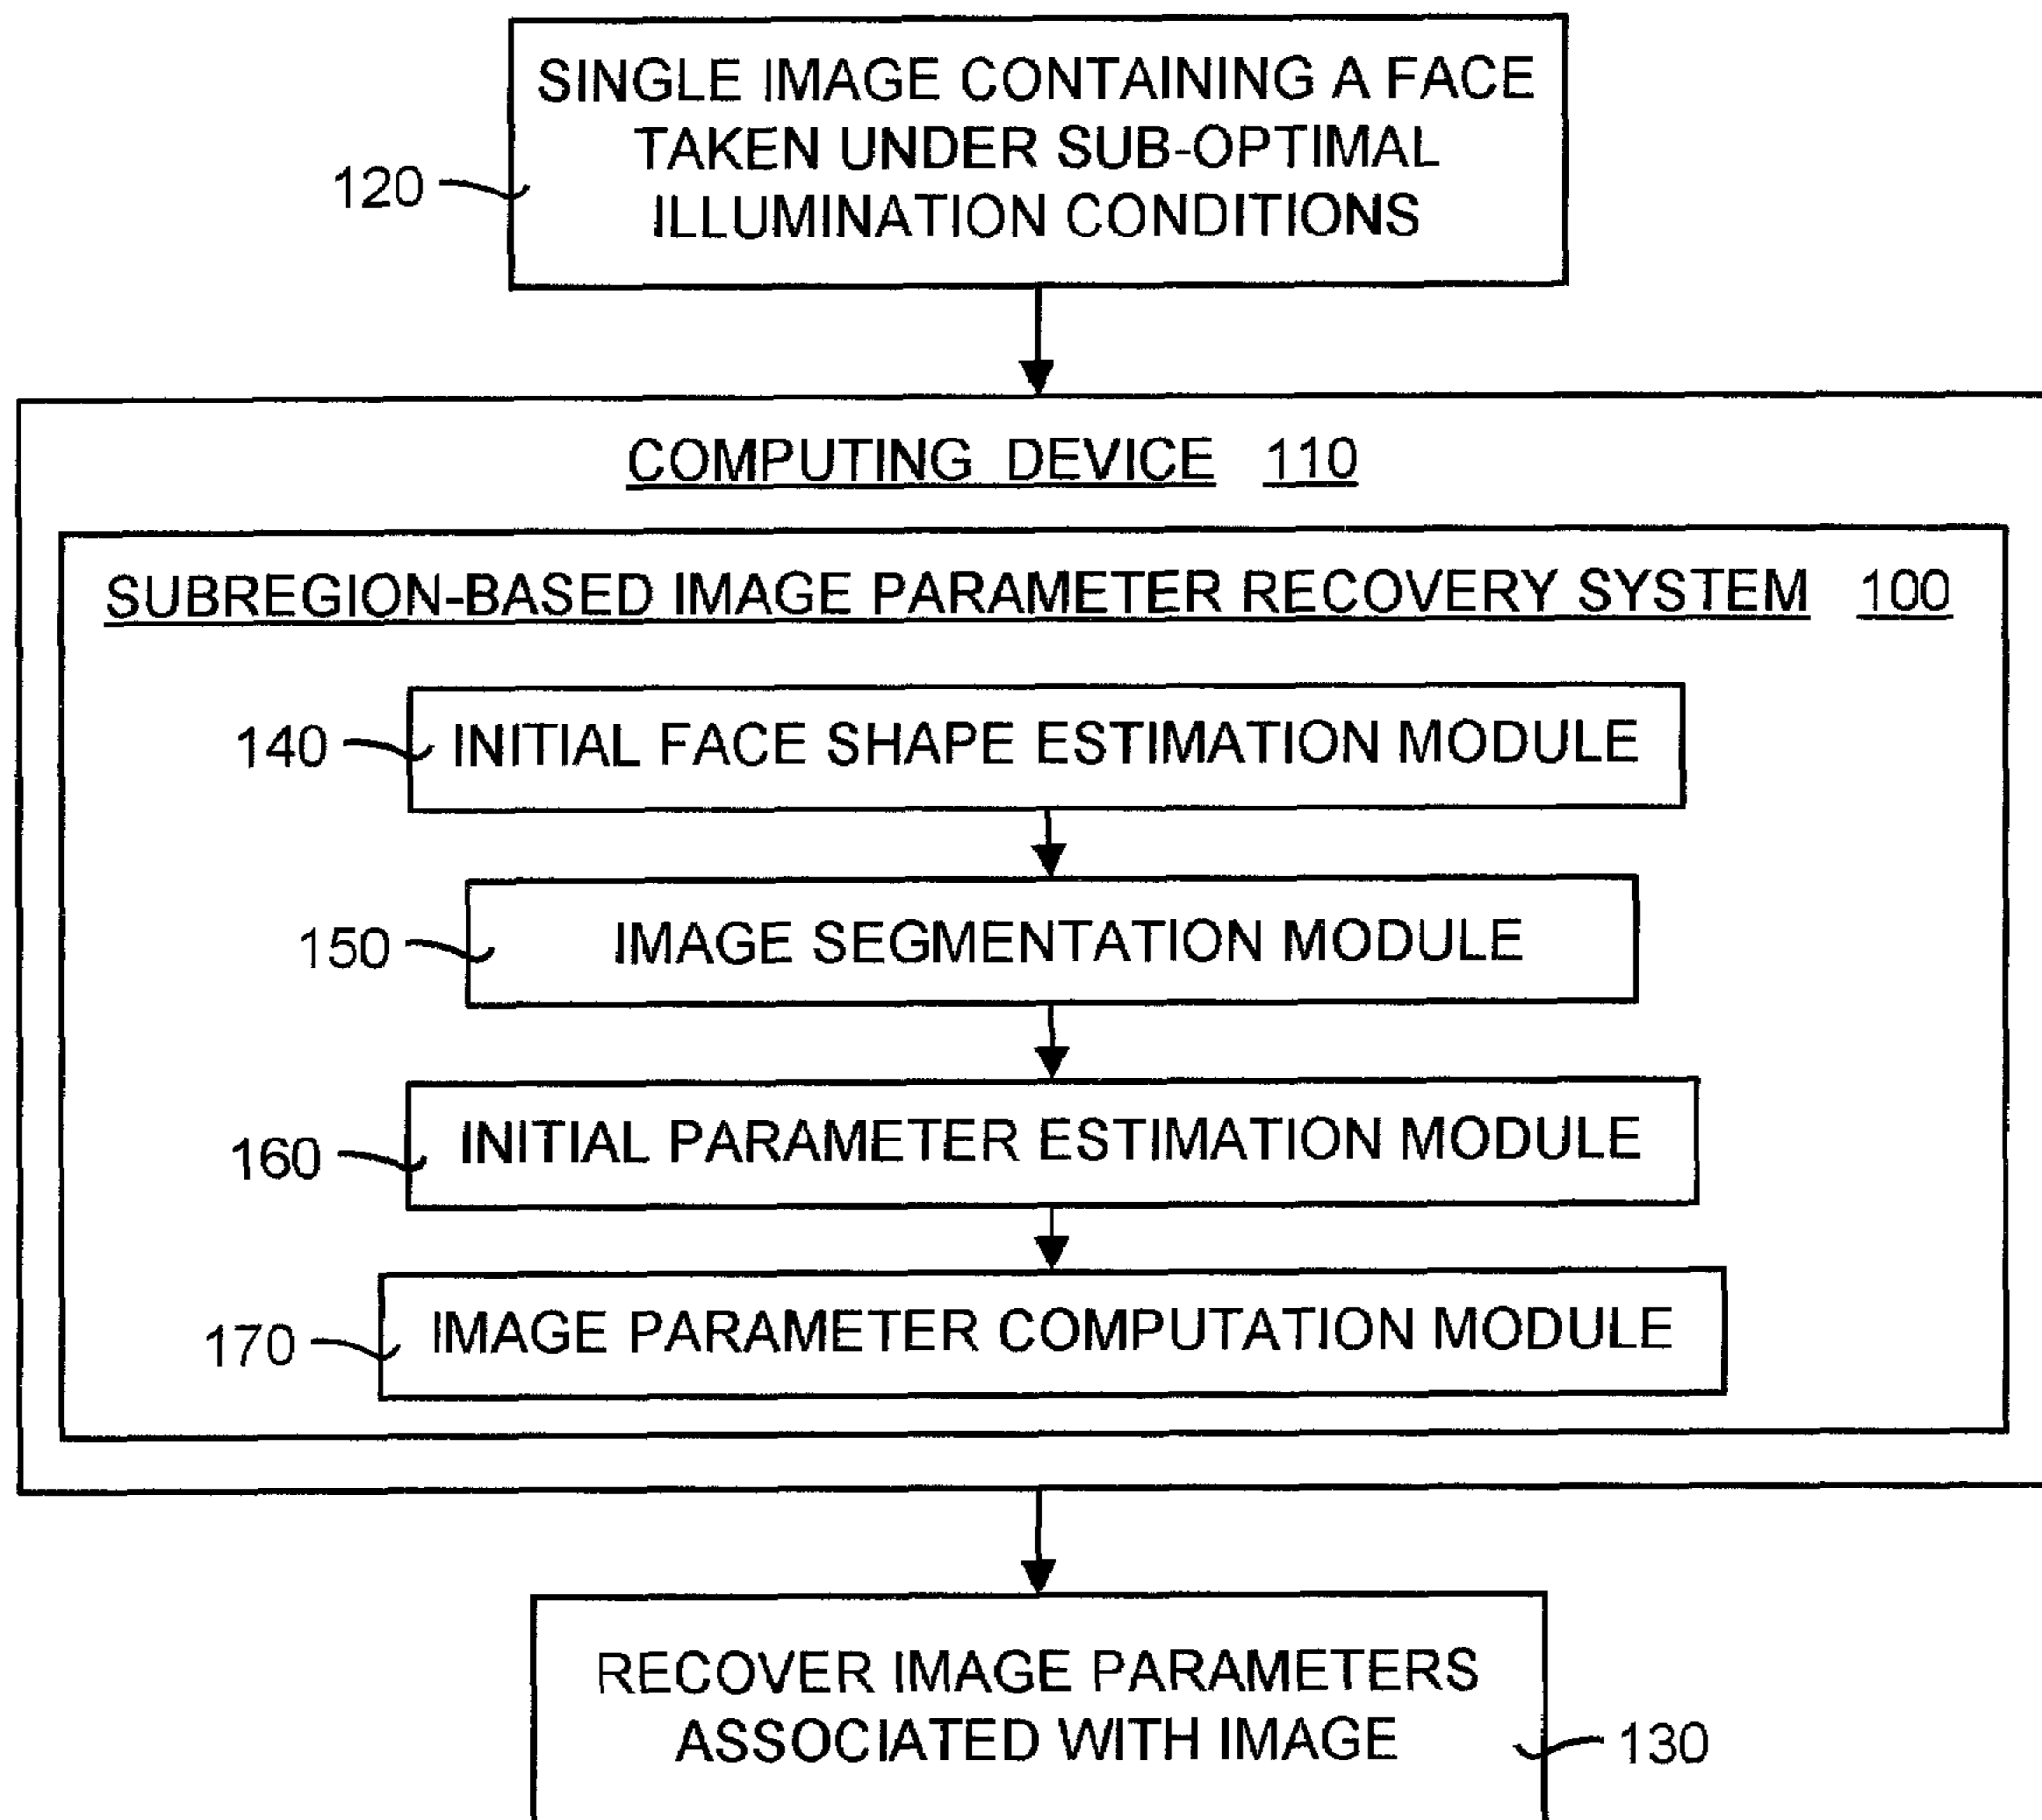 SINGLE IMAGE CONTAINING A FACE
TAKEN UNDER SUB-OPTIMAL
ILLUMINATION CONDITIONS
120
COMPUTING DEVICE 110
SUBREGION-BASED IMAGE PARAMETER RECOVERY SYSTEM 100
140 INITIAL FACE SHAPE ESTIMATION MODULE
150 IMAGE SEGMENTATION MODULE
160 INITIAL PARAMETER ESTIMATION MODULE
170 IMAGE PARAMETER COMPUTATION MODULE
RECOVER IMAGE PARAMETERS
ASSOCIATED WITH IMAGE
130